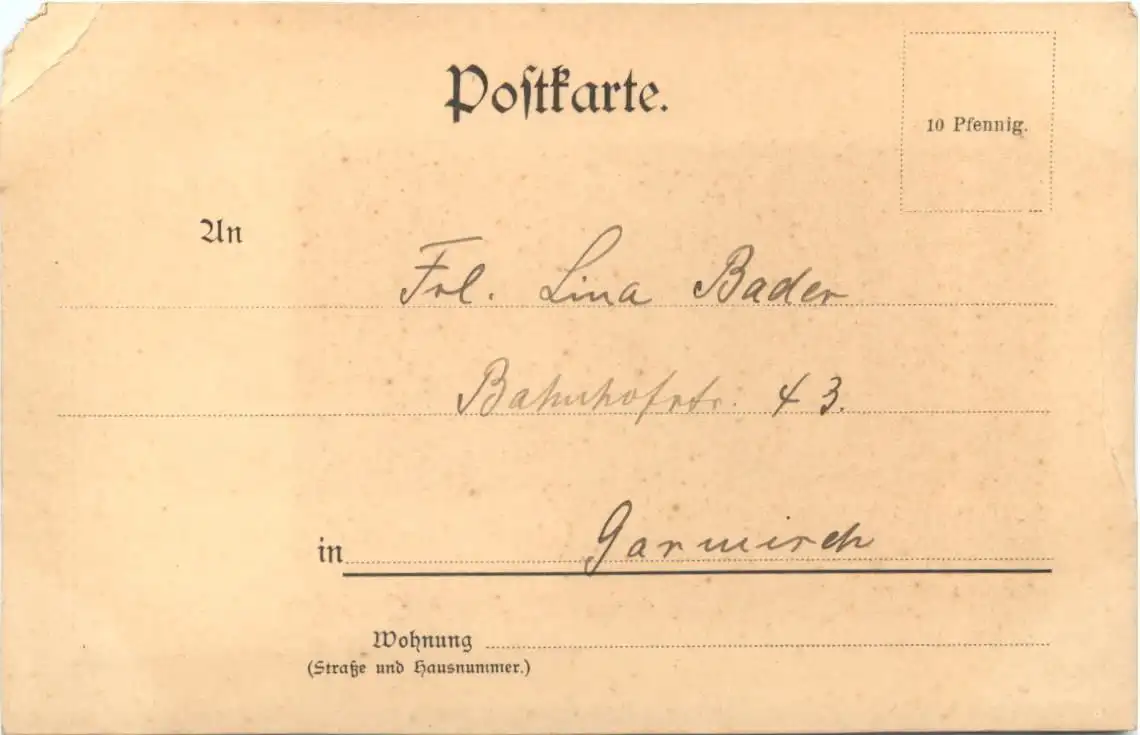 Postkarte.
10 Pfennig.
An
Frl. Lina Bader
Bahnhofstr. 43.
in Garmisch
Wohnung
(Straße und Hausnummer.)